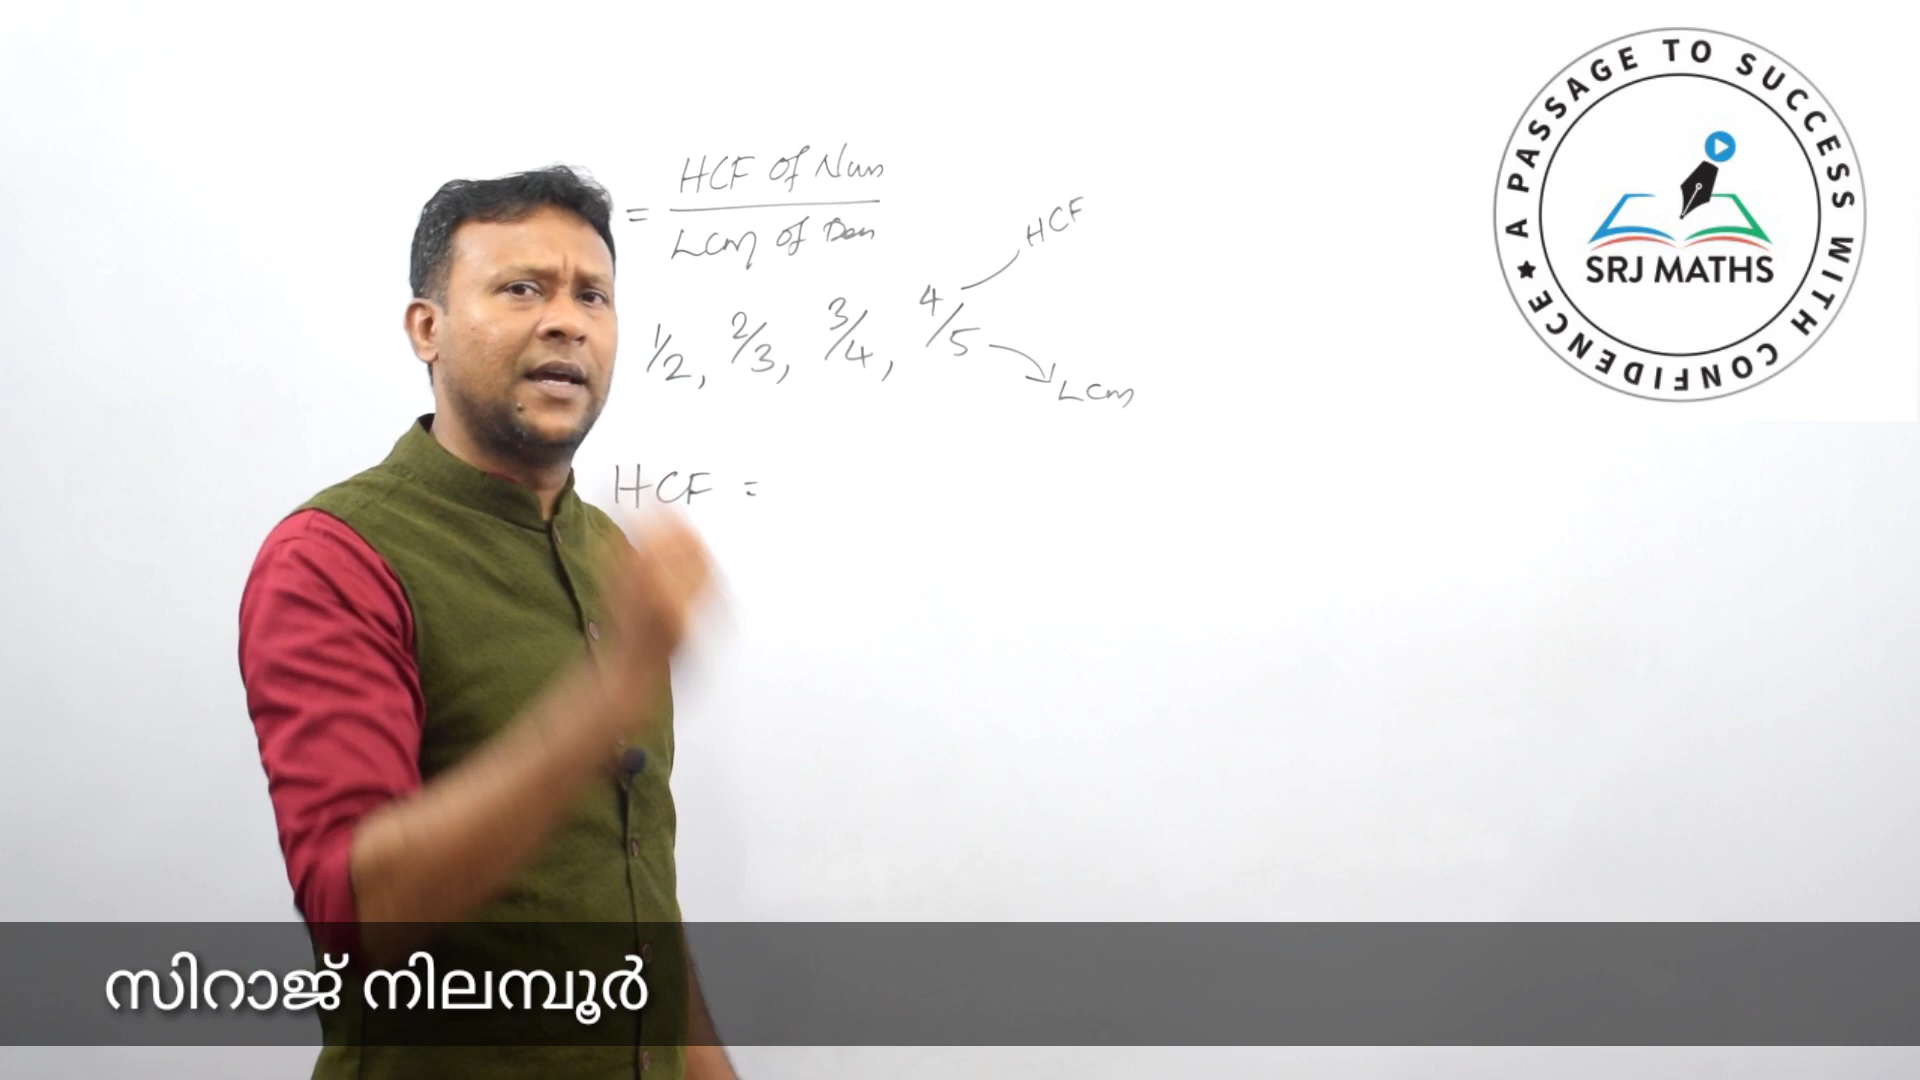 HCF of Num
=
Lcm of Den
HCF
1/2, 2/3, 3/4, 4/5
Lcm
HCF =
A PASSAGE TO SUCCESS WITH CONFIDENCE ★
SRJ MATHS
സിറാജ് നിലമ്പൂർ